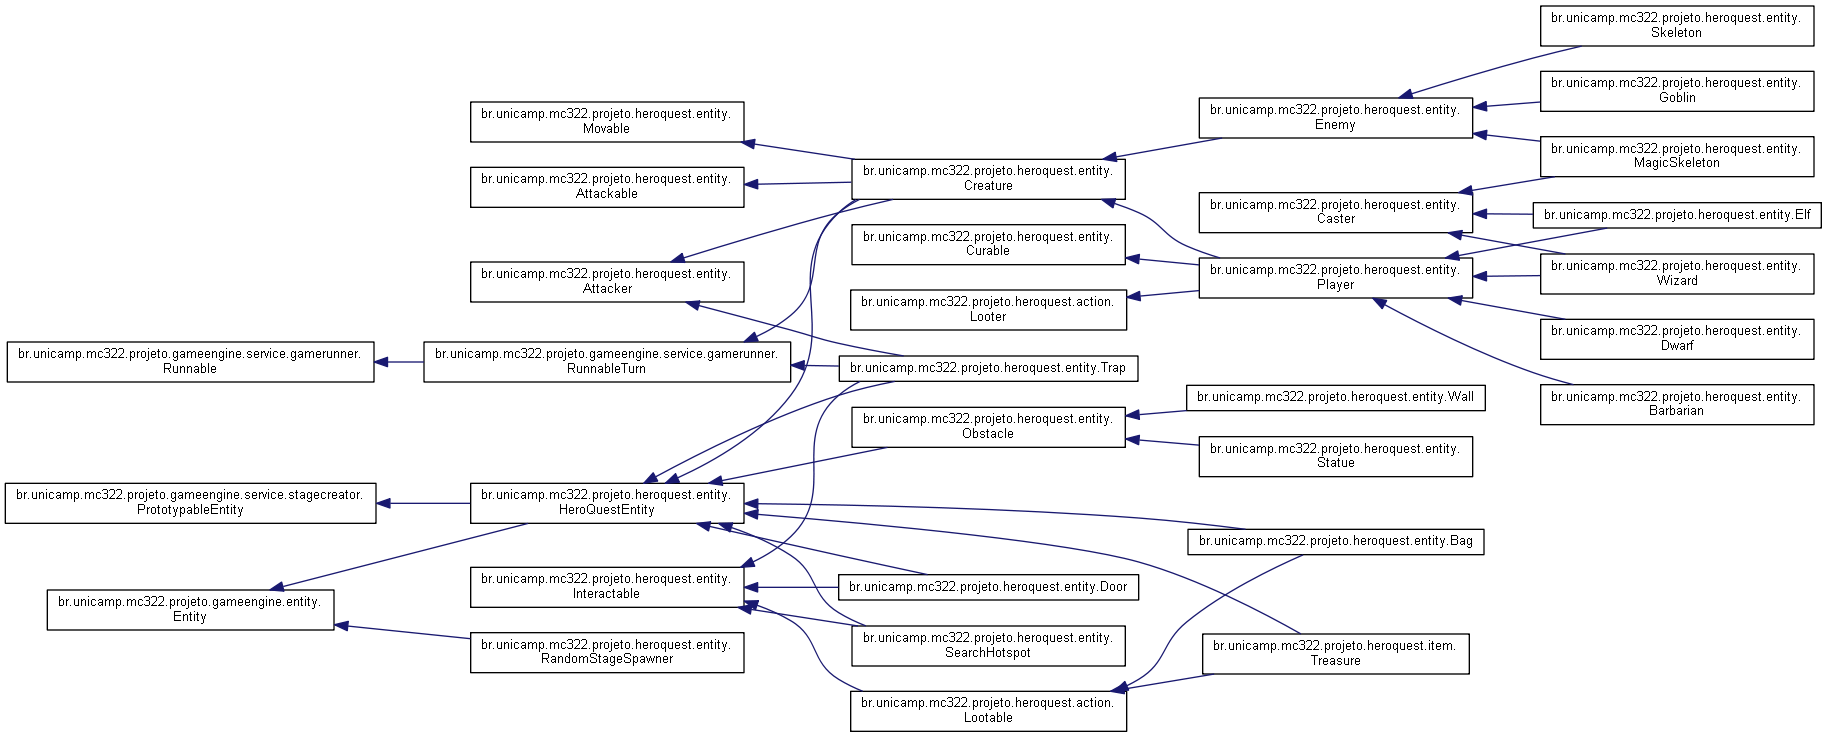 br.unicamp.mc322.projeto.heroquest.entity.
Skeleton
br.unicamp.mc322.projeto.heroquest.entity.
Goblin
br.unicamp.mc322.projeto.heroquest.entity.
Movable
br.unicamp.mc322.projeto.heroquest.entity.
Enemy
br.unicamp.mc322.projeto.heroquest.entity.
MagicSkeleton
br.unicamp.mc322.projeto.heroquest.entity.
Attackable
br.unicamp.mc322.projeto.heroquest.entity.
Creature
br.unicamp.mc322.projeto.heroquest.entity.
Caster
br.unicamp.mc322.projeto.heroquest.entity.Elf
br.unicamp.mc322.projeto.heroquest.entity.
Curable
br.unicamp.mc322.projeto.heroquest.entity.
Attacker
br.unicamp.mc322.projeto.heroquest.entity.
Player
br.unicamp.mc322.projeto.heroquest.entity.
Wizard
br.unicamp.mc322.projeto.heroquest.action.
Looter
br.unicamp.mc322.projeto.heroquest.entity.
Dwarf
br.unicamp.mc322.projeto.gameengine.service.gamerunner.
Runnable
br.unicamp.mc322.projeto.gameengine.service.gamerunner.
RunnableTurn
br.unicamp.mc322.projeto.heroquest.entity.Trap
br.unicamp.mc322.projeto.heroquest.entity.Wall
br.unicamp.mc322.projeto.heroquest.entity.
Barbarian
br.unicamp.mc322.projeto.heroquest.entity.
Obstacle
br.unicamp.mc322.projeto.heroquest.entity.
Statue
br.unicamp.mc322.projeto.gameengine.service.stagecreator.
PrototypableEntity
br.unicamp.mc322.projeto.heroquest.entity.
HeroQuestEntity
br.unicamp.mc322.projeto.heroquest.entity.Bag
br.unicamp.mc322.projeto.heroquest.entity.
Interactable
br.unicamp.mc322.projeto.heroquest.entity.Door
br.unicamp.mc322.projeto.gameengine.entity.
Entity
br.unicamp.mc322.projeto.heroquest.entity.
RandomStageSpawner
br.unicamp.mc322.projeto.heroquest.entity.
SearchHotspot
br.unicamp.mc322.projeto.heroquest.item.
Treasure
br.unicamp.mc322.projeto.heroquest.action.
Lootable